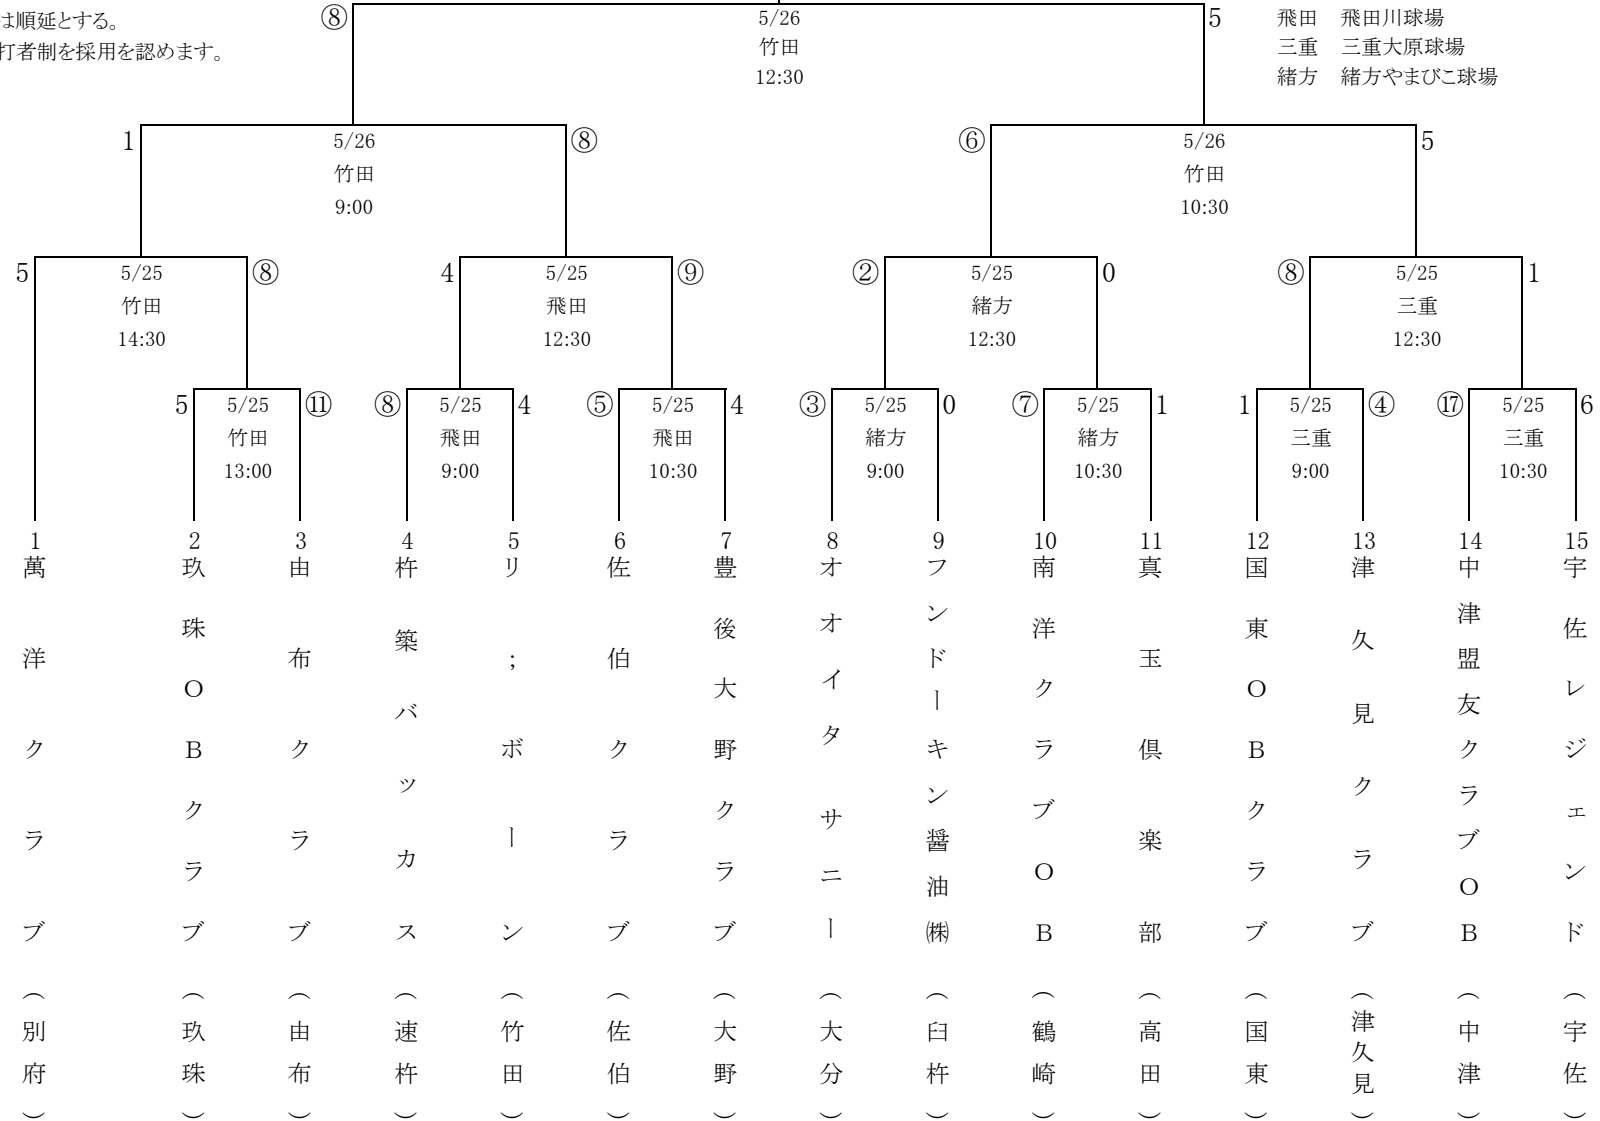 は順延とする。
打者制を採用を認めます。
飛田 飛田川球場
三重 三重大原球場
緒方 緒方やまびこ球場
⑧ 5/26 5
竹田
12:30
1 5/26 ⑧ ⑥ 5/26 5
竹田 竹田
9:00 10:30
5 5/25 ⑧ 4 5/25 ⑨ ② 5/25 0 ⑧ 5/25 1
竹田 飛田 緒方 三重
14:30 12:30 12:30 12:30
5 5/25 ⑪ ⑧ 5/25 4 ⑤ 5/25 4 ③ 5/25 0 ⑦ 5/25 1 1 5/25 ④ ⑰ 5/25 6
竹田 飛田 飛田 緒方 緒方 三重 三重
13:00 9:00 10:30 9:00 10:30 9:00 10:30
1 2 3 4 5 6 7 8 9 10 11 12 13 14 15
萬洋クラブ(別府)
玖珠OBクラブ(玖珠)
由布クラブ(由布)
杵築バッカス(速杵)
リ;ボーン(竹田)
佐伯クラブ(佐伯)
豊後大野クラブ(大野)
オオイタサニー(大分)
フンドーキン醤油㈱(臼杵)
南洋クラブOB(鶴崎)
真玉倶楽部(高田)
国東OBクラブ(国東)
津久見クラブ(津久見)
中津盟友クラブOB(中津)
宇佐レジェンド(宇佐)